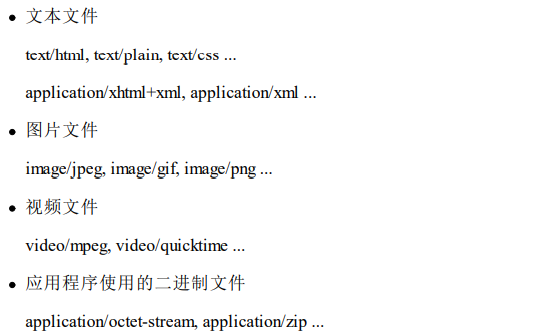 ● 文本文件
text/html, text/plain, text/css ...
application/xhtml+xml, application/xml ...
● 图片文件
image/jpeg, image/gif, image/png ...
● 视频文件
video/mpeg, video/quicktime ...
● 应用程序使用的二进制文件
application/octet-stream, application/zip ...